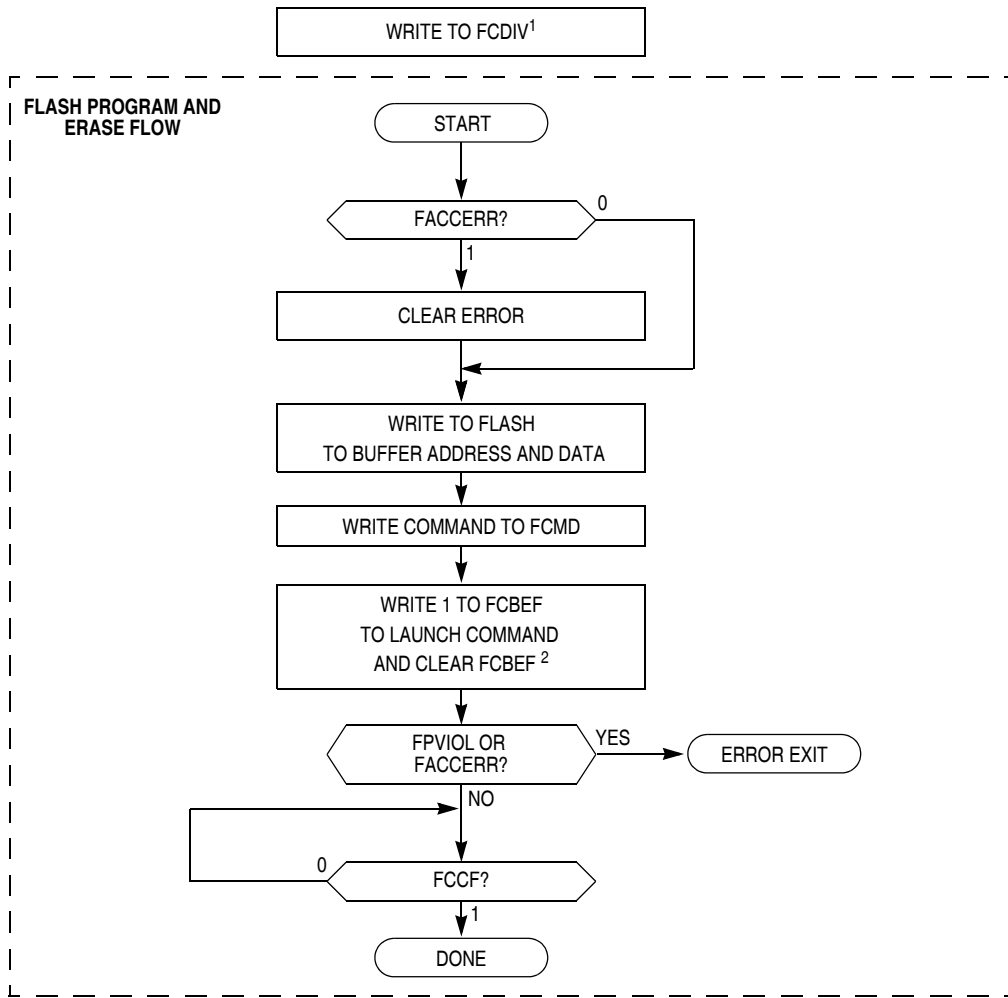 WRITE TO FCDIV1
FLASH PROGRAM AND
ERASE FLOW
START
FACCERR?
0
1
CLEAR ERROR
WRITE TO FLASH
TO BUFFER ADDRESS AND DATA
WRITE COMMAND TO FCMD
WRITE 1 TO FCBEF
TO LAUNCH COMMAND
AND CLEAR FCBEF 2
FPVIOL OR
FACCERR?
YES
ERROR EXIT
NO
0
FCCF?
1
DONE